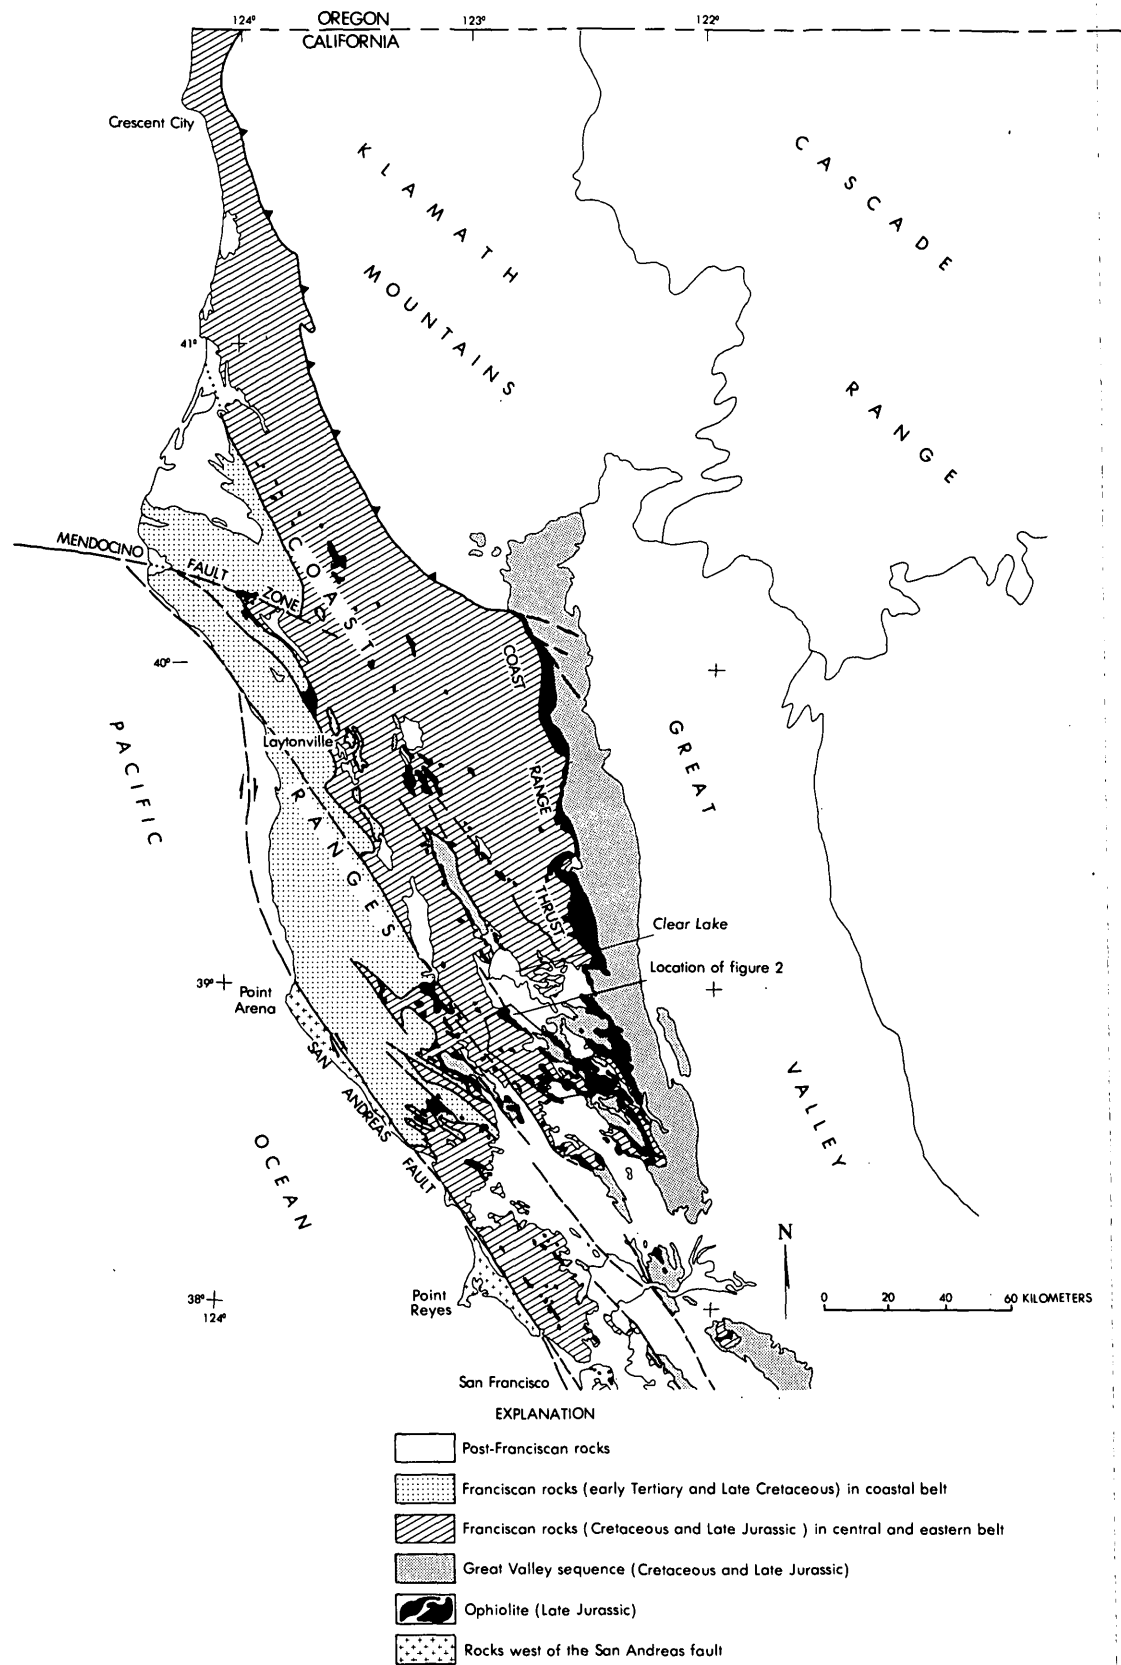 OREGON
CALIFORNIA
124°
123°
122°
Crescent City
KLAMATH
MOUNTAINS
CASCADE
RANGE
41°
MENDOCINO
FAULT
ZONE
COAST
RANGES
40°
COAST
RANGE
THRUST
Laytonville
PACIFIC
OCEAN
GREAT
VALLEY
Clear Lake
Location of figure 2
39°
Point
Arena
SAN
ANDREAS
FAULT
N
0 20 40 60 KILOMETERS
38°
124°
Point
Reyes
San Francisco
EXPLANATION
Post-Franciscan rocks
Franciscan rocks (early Tertiary and Late Cretaceous) in coastal belt
Franciscan rocks (Cretaceous and Late Jurassic ) in central and eastern belt
Great Valley sequence (Cretaceous and Late Jurassic)
Ophiolite (Late Jurassic)
Rocks west of the San Andreas fault